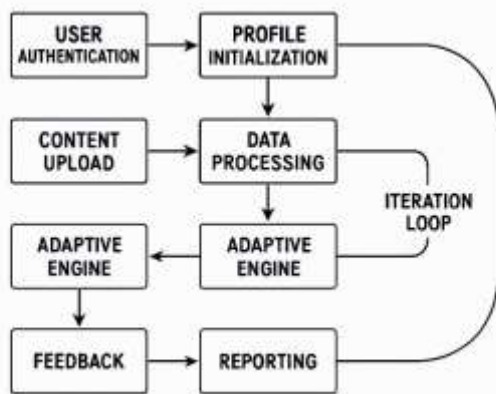 USER
AUTHENTICATION
PROFILE
INITIALIZATION
CONTENT
UPLOAD
DATA
PROCESSING
ITERATION
LOOP
ADAPTIVE
ENGINE
ADAPTIVE
ENGINE
FEEDBACK
REPORTING